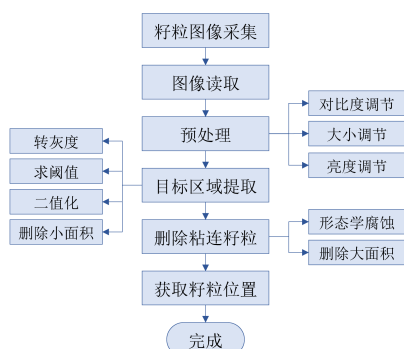 籽粒图像采集
图像读取
对比度调节
转灰度
预处理
大小调节
求阈值
亮度调节
目标区域提取
二值化
形态学腐蚀
删除小面积
删除粘连籽粒
删除大面积
获取籽粒位置
完成